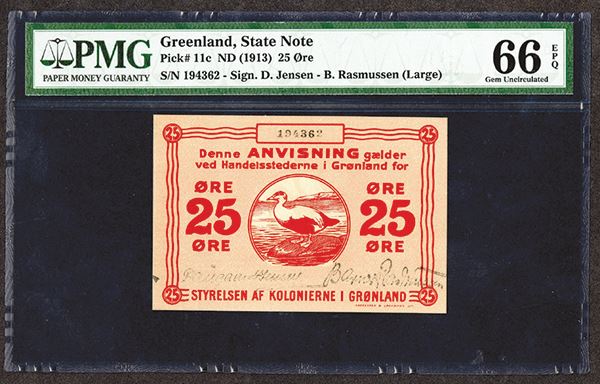 PMG
PAPER MONEY GUARANTY
Greenland, State Note
Pick# 11c ND (1913) 25 Øre
S/N 194362 - Sign. D. Jensen - B. Rasmussen (Large)
66 EPQ
Gem Uncirculated
25 194362 25
Denne ANVISNING gælder
ved Handelsstederne i Grønland for
ØRE ØRE
25 25
ØRE ØRE
25 STYRELSEN AF KOLONIERNE I GRØNLAND 25